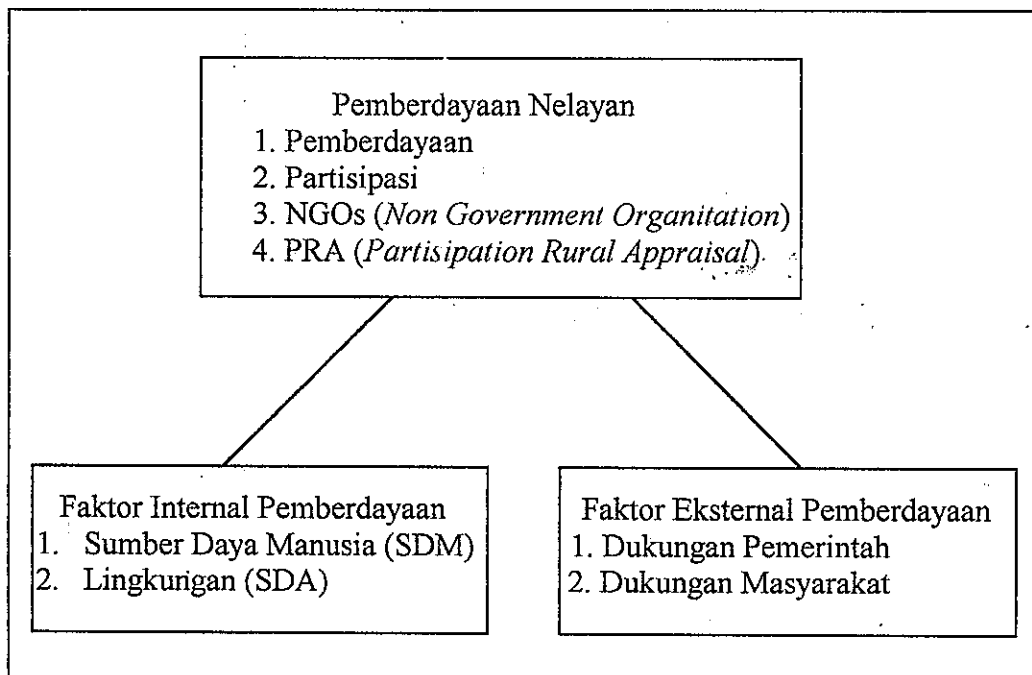 Pemberdayaan Nelayan
1. Pemberdayaan
2. Partisipasi
3. NGOs (Non Government Organitation)
4. PRA (Partisipation Rural Appraisal)
Faktor Internal Pemberdayaan
1. Sumber Daya Manusia (SDM)
2. Lingkurigan (SDA)
Faktor Eksternal Pemberdayaan
1. Dukungan Pemerintah
2. Dukungan Masyarakat